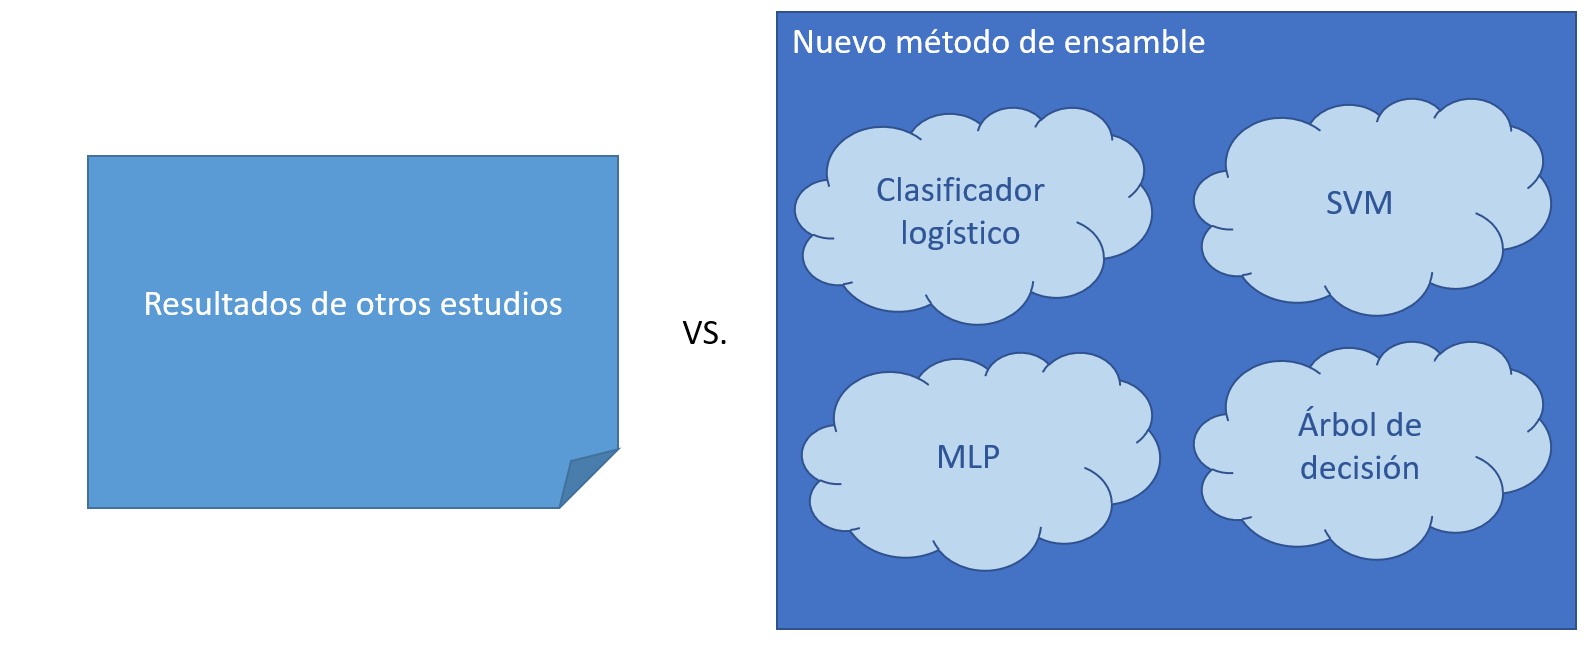 Nuevo método de ensamble
Clasificador
logístico
SVM
Resultados de otros estudios
VS.
MLP
Árbol de
decisión